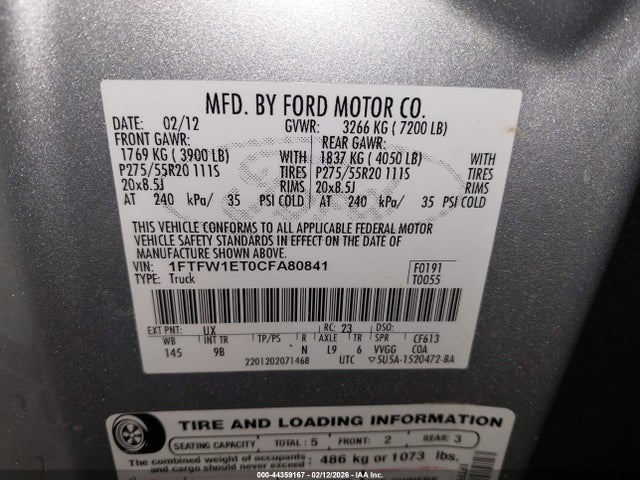 MFD. BY FORD MOTOR CO.
DATE: 02/12 GVWR: 3266 KG ( 7200 LB)
FRONT GAWR: REAR GAWR:
1769 KG ( 3900 LB) WITH 1837 KG ( 4050 LB) WITH
P275/55R20 111S TIRES P275/55R20 111S TIRES
20x8.5J RIMS 20x8.5J RIMS
AT 240 kPa/ 35 PSI COLD AT 240 kPa/ 35 PSI COLD
THIS VEHICLE CONFORMS TO ALL APPLICABLE FEDERAL MOTOR
VEHICLE SAFETY STANDARDS IN EFFECT ON THE DATE OF
MANUFACTURE SHOWN ABOVE.
VIN: 1FTFW1ET0CFA80841 F0191
TYPE: Truck T0055
EXT PNT: UX RC: 23 DSO:
WB INT TR TP/PS R AXLE TR SPR CF613
145 9B N L9 6 VVGG COA
2201202071468 UTC 5U5A-1520472-BA
TIRE AND LOADING INFORMATION
SEATING CAPACITY TOTAL: 5 FRONT: 2 REAR: 3
The combined weight of occupants
and cargo should never exceed: 486 kg or 1073 lbs.
000-44359167 - 02/12/2026 - IAAI.COM